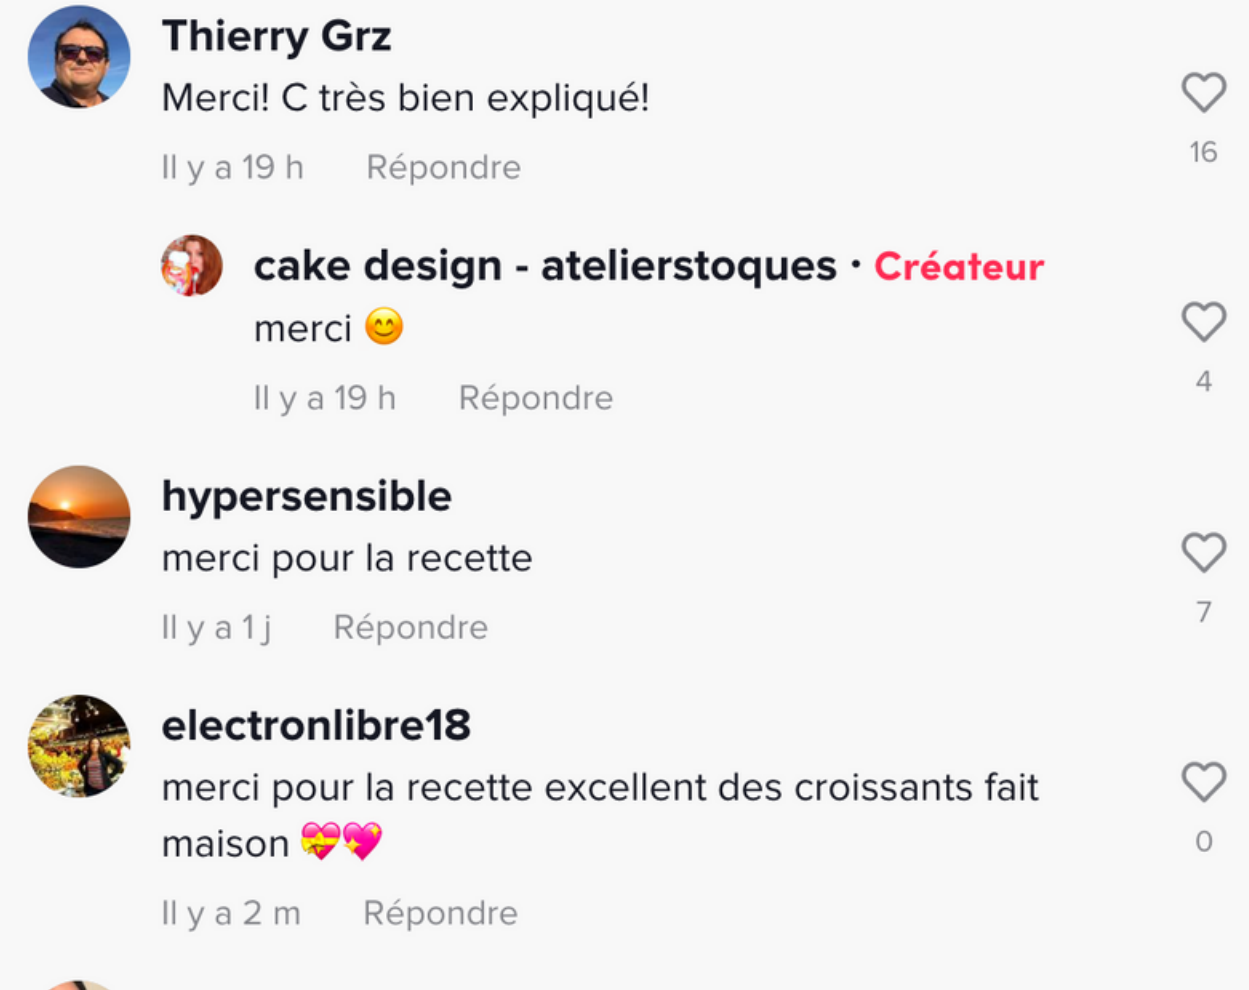 Thierry Grz
Merci! C très bien expliqué!
16
Il y a 19 h Répondre
cake design - atelierstoques · Créateur
merci 😊
4
Il y a 19 h Répondre
hypersensible
merci pour la recette
7
Il y a 1 j Répondre
electronlibre18
merci pour la recette excellent des croissants fait
maison 💝💖
0
Il y a 2 m Répondre